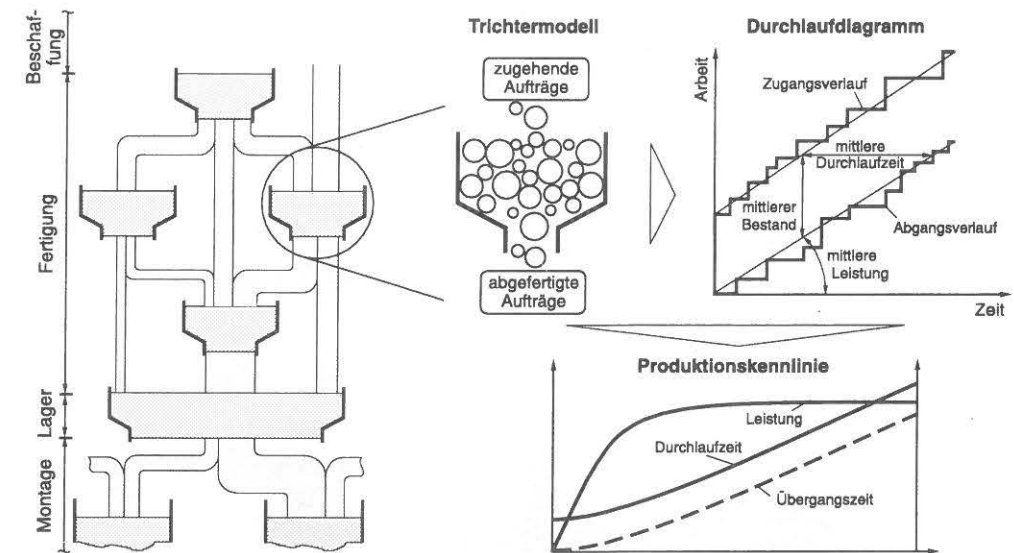 Beschaf-
fung
Fertigung
Lager
Montage
Trichtermodell
zugehende
Aufträge
abgefertigte
Aufträge
Durchlaufdiagramm
Arbeit
Zugangsverlauf
mittlere
Durchlaufzeit
mittlerer
Bestand
Abgangsverlauf
mittlere
Leistung
Zeit
Produktionskennlinie
Leistung
Durchlaufzeit
Übergangszeit